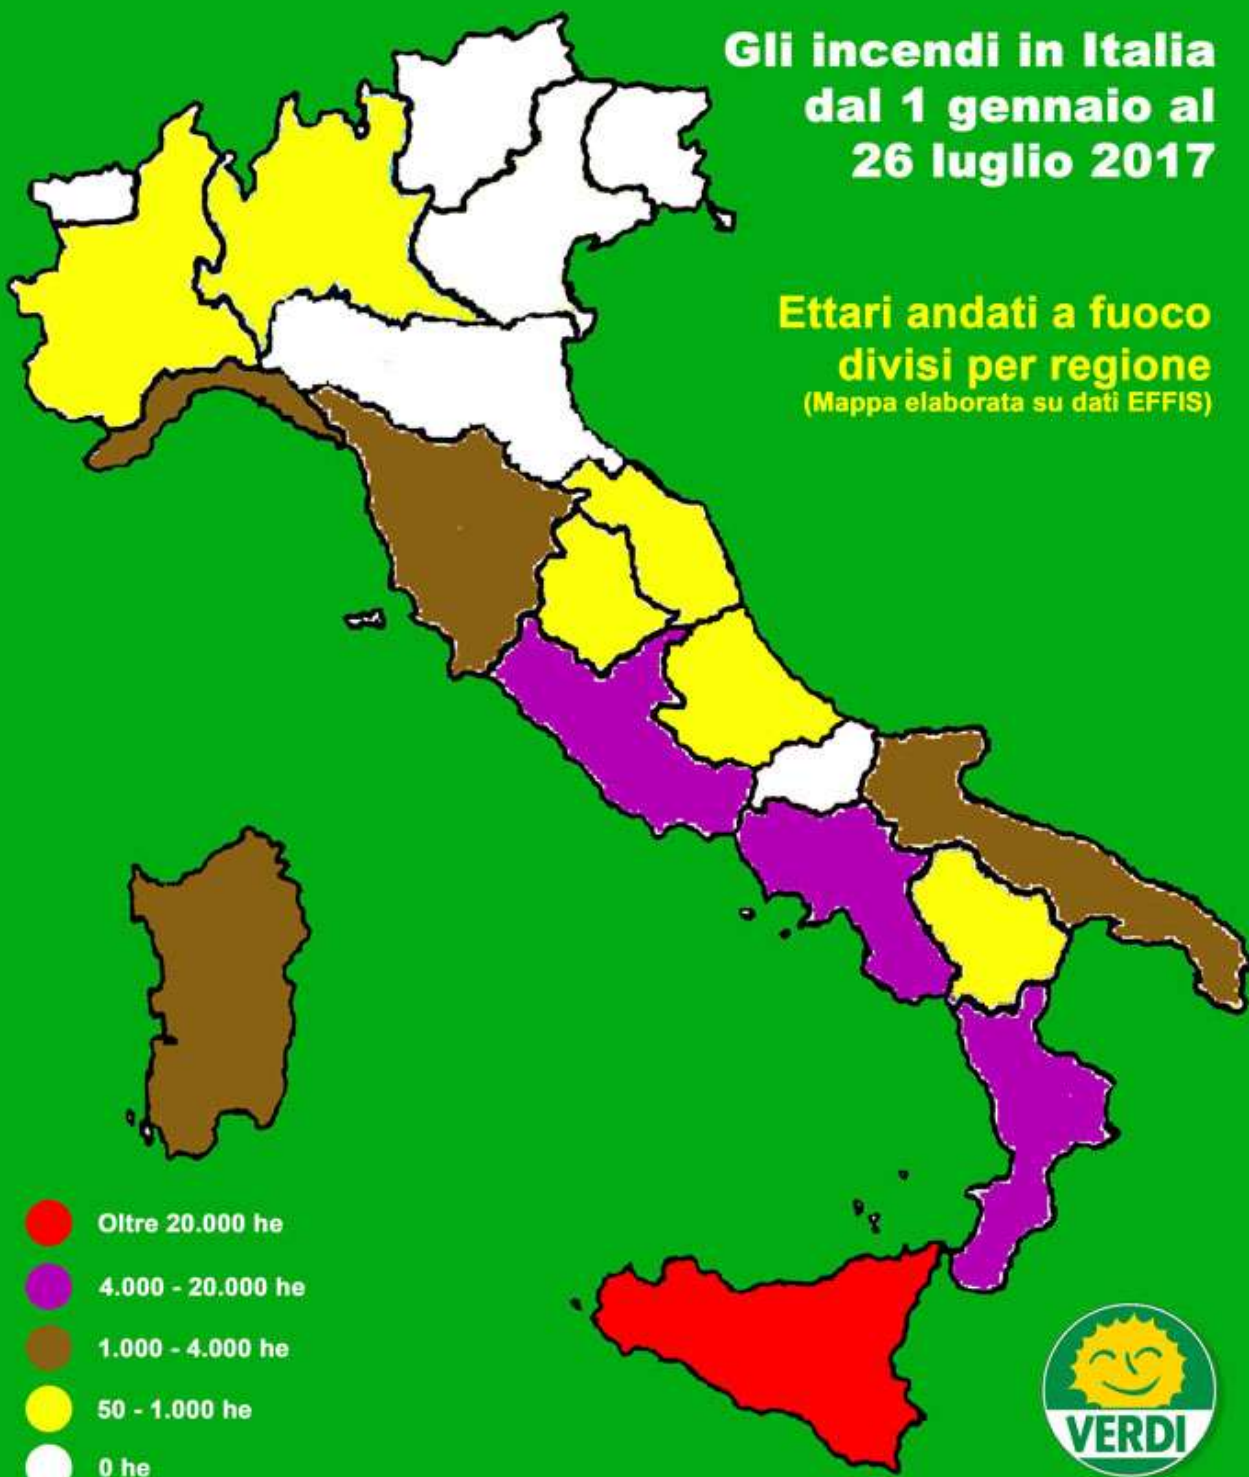 Gli incendi in Italia
dal 1 gennaio al
26 luglio 2017
Ettari andati a fuoco
divisi per regione
(Mappa elaborata su dati EFFIS)
Oltre 20.000 he
4.000 - 20.000 he
1.000 - 4.000 he
50 - 1.000 he
0 he
VERDI